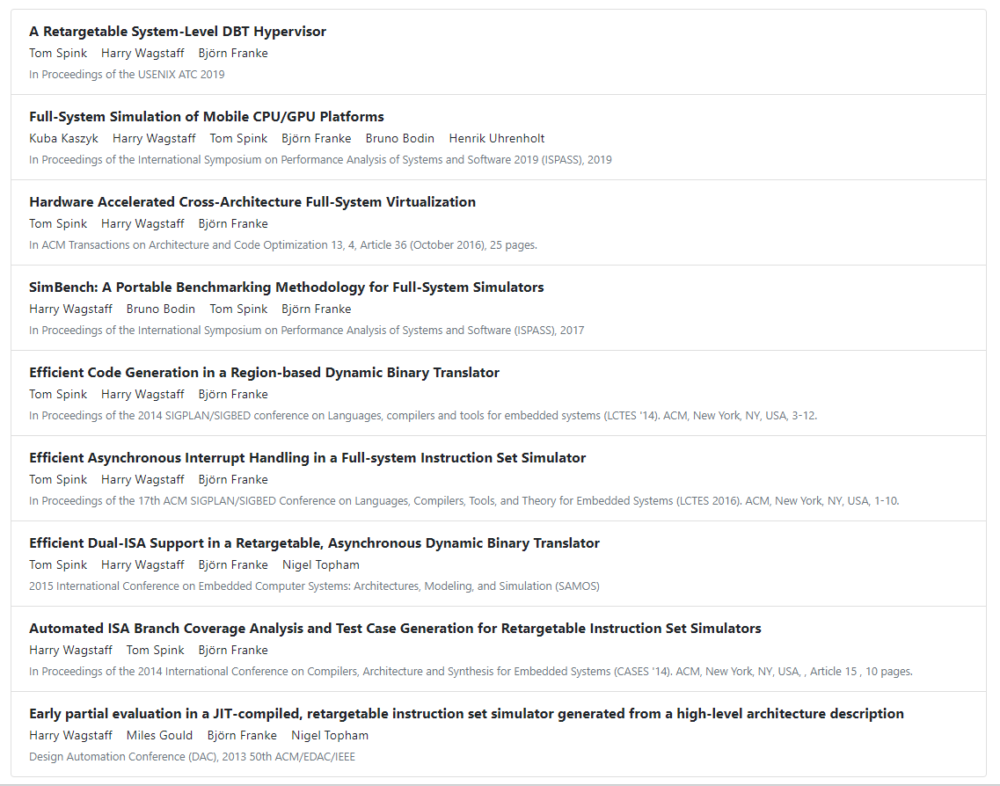 A Retargetable System-Level DBT Hypervisor
Tom Spink Harry Wagstaff Björn Franke
In Proceedings of the USENIX ATC 2019
Full-System Simulation of Mobile CPU/GPU Platforms
Kuba Kaszyk Harry Wagstaff Tom Spink Björn Franke Bruno Bodin Henrik Uhrenholt
In Proceedings of the International Symposium on Performance Analysis of Systems and Software 2019 (ISPASS), 2019
Hardware Accelerated Cross-Architecture Full-System Virtualization
Tom Spink Harry Wagstaff Björn Franke
In ACM Transactions on Architecture and Code Optimization 13, 4, Article 36 (October 2016), 25 pages.
SimBench: A Portable Benchmarking Methodology for Full-System Simulators
Harry Wagstaff Bruno Bodin Tom Spink Björn Franke
In Proceedings of the International Symposium on Performance Analysis of Systems and Software (ISPASS), 2017
Efficient Code Generation in a Region-based Dynamic Binary Translator
Tom Spink Harry Wagstaff Björn Franke
In Proceedings of the 2014 SIGPLAN/SIGBED conference on Languages, compilers and tools for embedded systems (LCTES '14). ACM, New York, NY, USA, 3-12.
Efficient Asynchronous Interrupt Handling in a Full-system Instruction Set Simulator
Tom Spink Harry Wagstaff Björn Franke
In Proceedings of the 17th ACM SIGPLAN/SIGBED Conference on Languages, Compilers, Tools, and Theory for Embedded Systems (LCTES 2016). ACM, New York, NY, USA, 1-10.
Efficient Dual-ISA Support in a Retargetable, Asynchronous Dynamic Binary Translator
Tom Spink Harry Wagstaff Björn Franke Nigel Topham
2015 International Conference on Embedded Computer Systems: Architectures, Modeling, and Simulation (SAMOS)
Automated ISA Branch Coverage Analysis and Test Case Generation for Retargetable Instruction Set Simulators
Harry Wagstaff Tom Spink Björn Franke
In Proceedings of the 2014 International Conference on Compilers, Architecture and Synthesis for Embedded Systems (CASES '14). ACM, New York, NY, USA, , Article 15 , 10 pages.
Early partial evaluation in a JIT-compiled, retargetable instruction set simulator generated from a high-level architecture description
Harry Wagstaff Miles Gould Björn Franke Nigel Topham
Design Automation Conference (DAC), 2013 50th ACM/EDAC/IEEE